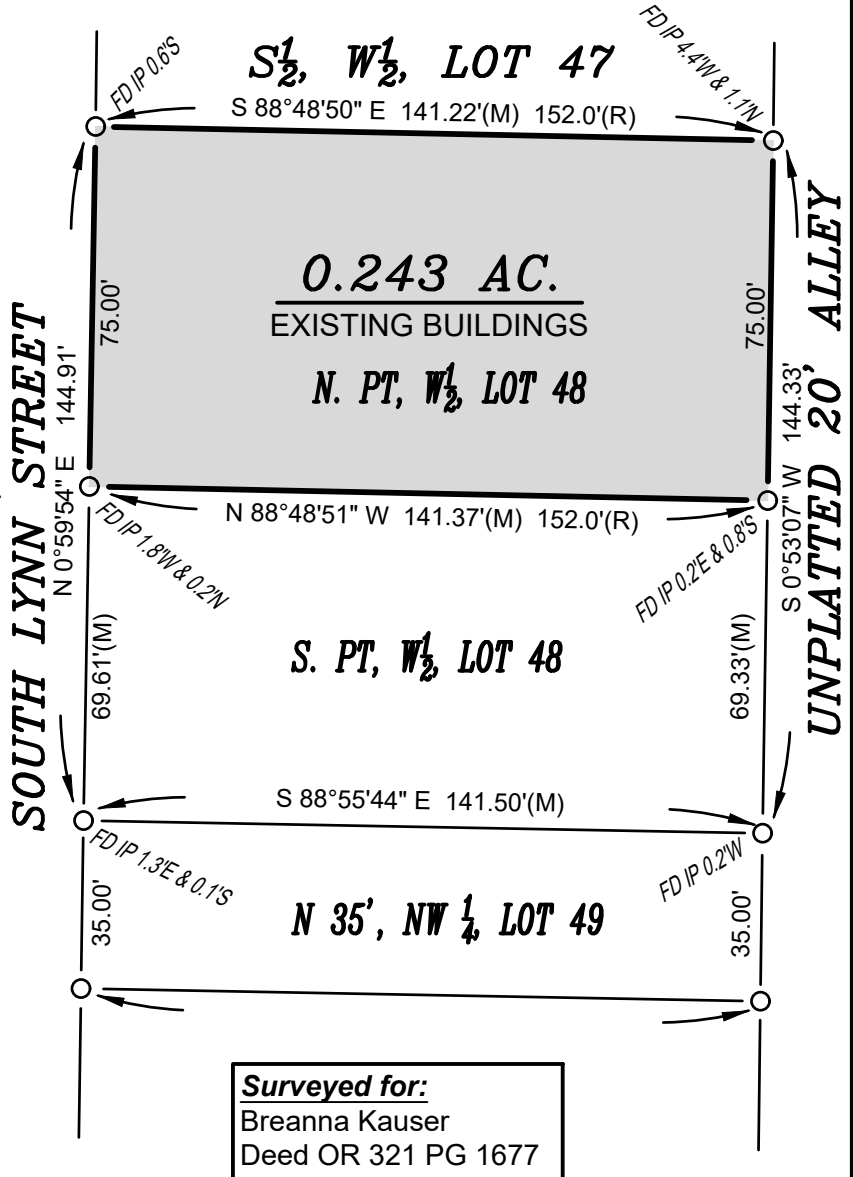 S½, W½, LOT 47
FD IP 0.6'S
FD IP 4.4'W & 1.1'N
S 88°48'50" E 141.22'(M) 152.0'(R)
0.243 AC.
EXISTING BUILDINGS
N. PT, W½, LOT 48
75.00'
75.00'
SOUTH LYNN STREET
N 0°59'54" E 144.91'
S 0°53'07" W 144.33'
UNPLATTED 20' ALLEY
N 88°48'51" W 141.37'(M) 152.0'(R)
FD IP 1.8'W & 0.2'N
FD IP 0.2'E & 0.8'S
S. PT, W½, LOT 48
69.61'(M)
69.33'(M)
S 88°55'44" E 141.50'(M)
FD IP 1.3'E & 0.1'S
FD IP 0.2'W
N 35', NW ¼, LOT 49
35.00'
35.00'
Surveyed for:
Breanna Kauser
Deed OR 321 PG 1677